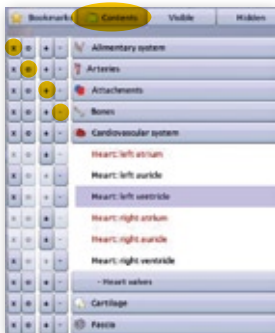 Bookmarks Contents Visible Hidden
x o + - Alimentary system
x o + - Arteries
x o + - Attachments
x o + - Bones
x o + - Cardiovascular system
x o + - Heart: left atrium
x o + - Heart: left auricle
x o + - Heart: left ventricle
x o + - Heart: right atrium
x o + - Heart: right auricle
x o + - Heart: right ventricle
x o + - - Heart valves
x o + - Cartilage
x o + - Fascia